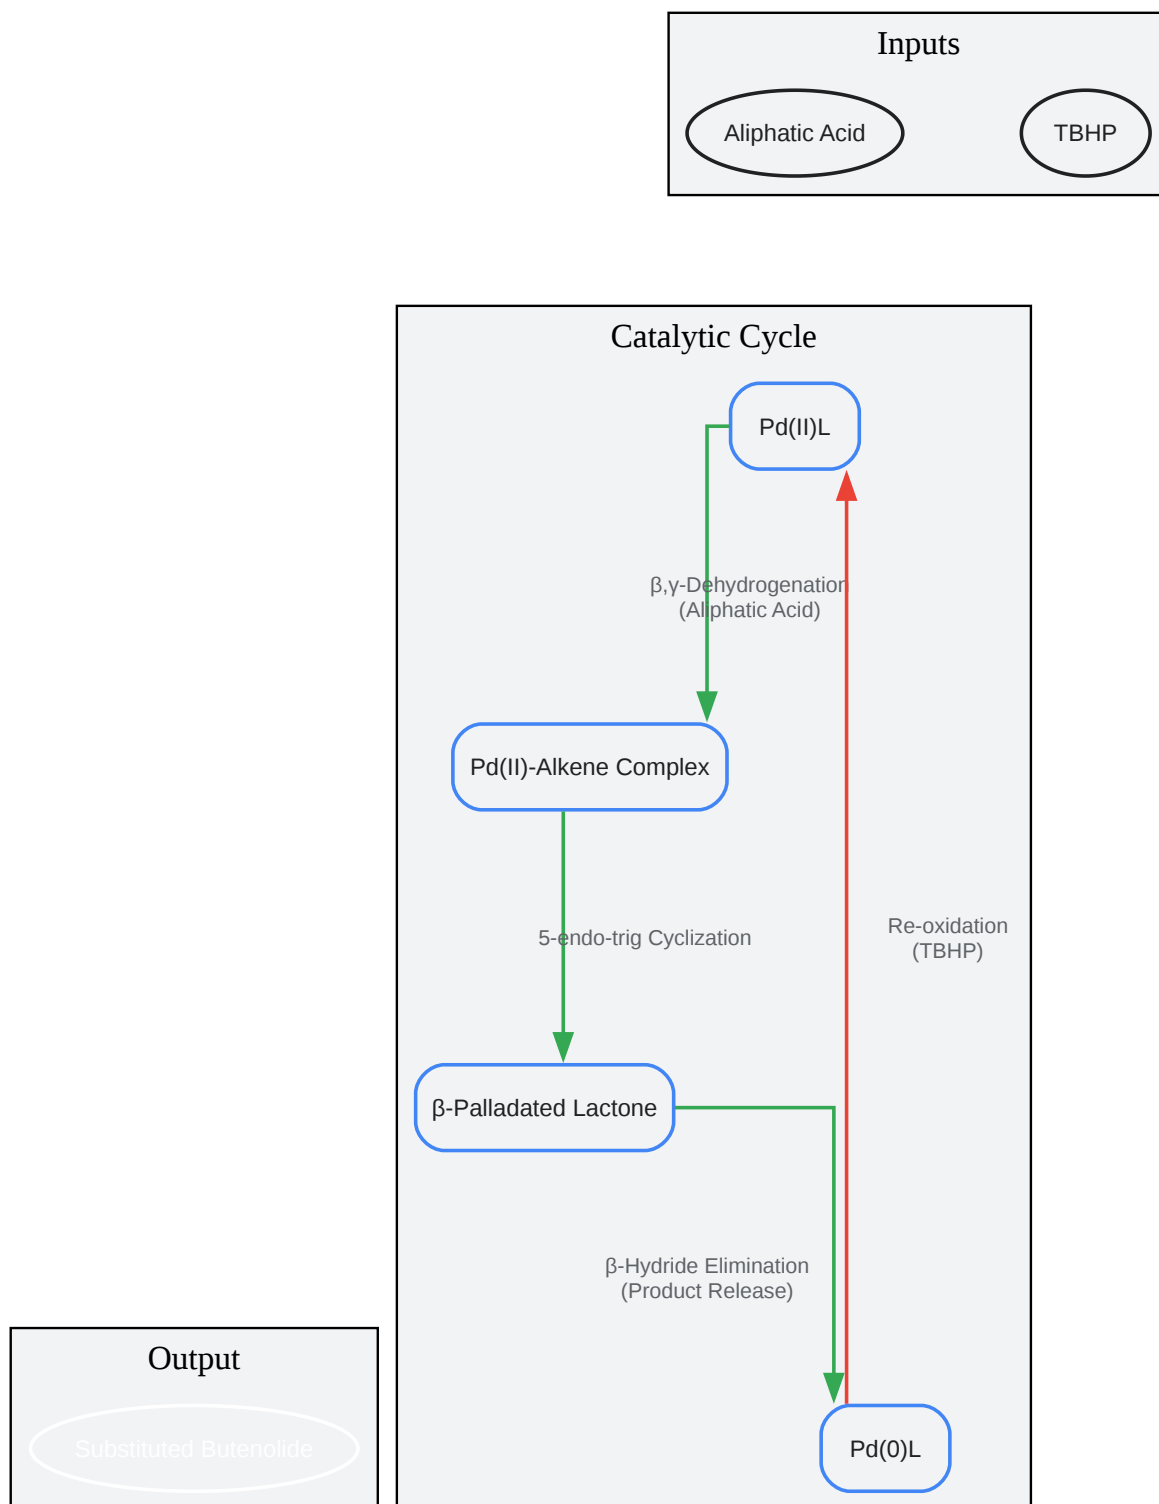 Inputs
Aliphatic Acid
TBHP
Catalytic Cycle
Pd(II)L
β,γ-Dehydrogenation
(Aliphatic Acid)
Pd(II)-Alkene Complex
5-endo-trig Cyclization
Re-oxidation
(TBHP)
β-Palladated Lactone
β-Hydride Elimination
(Product Release)
Output
Substituted Butenolide
Pd(0)L